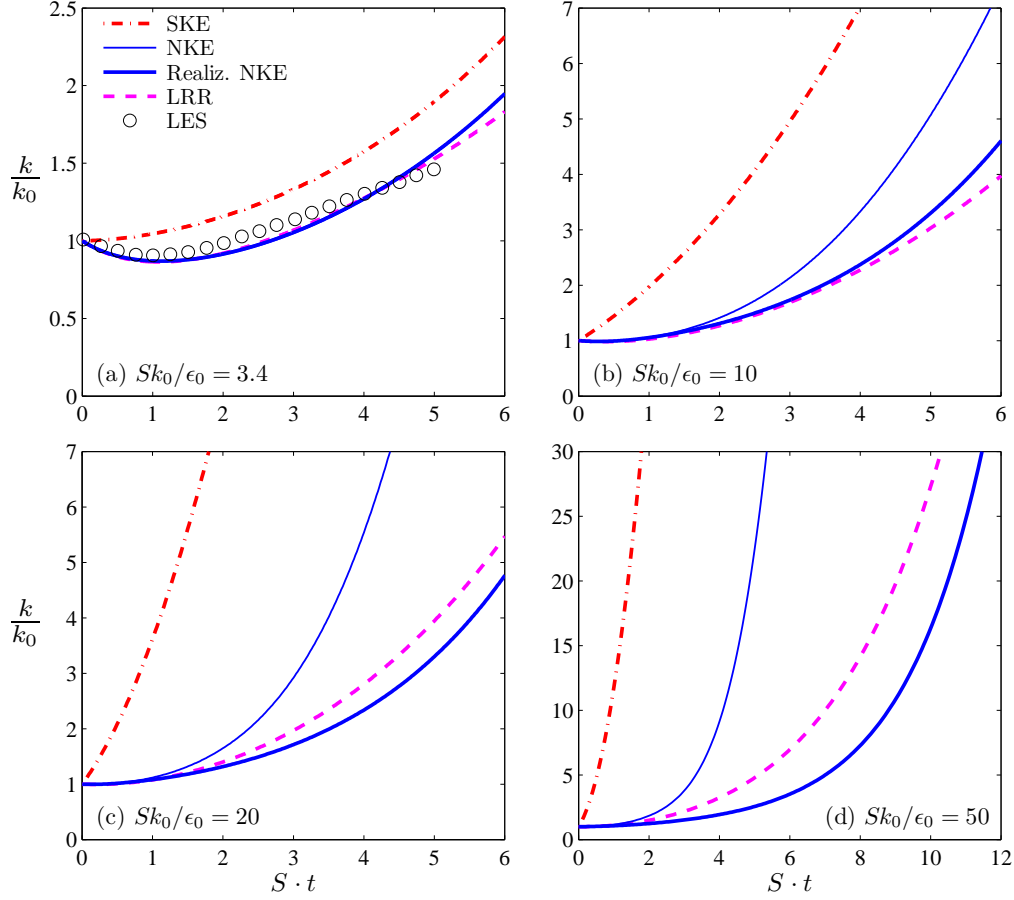 2.5
2
1.5
1
0.5
0
k
k₀
SKE
NKE
Realiz. NKE
LRR
LES
(a) Sk₀/ϵ₀ = 3.4
0 1 2 3 4 5 6
7
6
5
4
3
2
1
0
(b) Sk₀/ϵ₀ = 10
0 1 2 3 4 5 6
7
6
5
4
3
2
1
0
k
k₀
(c) Sk₀/ϵ₀ = 20
0 1 2 3 4 5 6
S · t
30
25
20
15
10
5
0
(d) Sk₀/ϵ₀ = 50
0 2 4 6 8 10 12
S · t